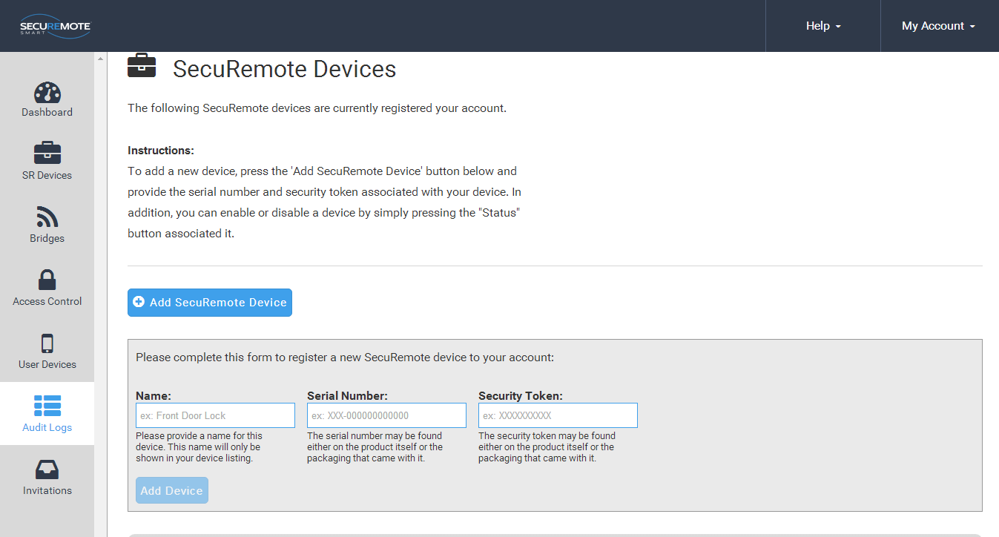 SECUREMOTE
SMART
Help
My Account
Dashboard
SR Devices
Bridges
Access Control
User Devices
Audit Logs
Invitations
SecuRemote Devices
The following SecuRemote devices are currently registered your account.
Instructions:
To add a new device, press the 'Add SecuRemote Device' button below and
provide the serial number and security token associated with your device. In
addition, you can enable or disable a device by simply pressing the "Status"
button associated it.
Add SecuRemote Device
Please complete this form to register a new SecuRemote device to your account:
Name:
ex: Front Door Lock
Please provide a name for this
device. This name will only be
shown in your device listing.
Serial Number:
ex: XXX-000000000000
The serial number may be found
either on the product itself or the
packaging that came with it.
Security Token:
ex: XXXXXXXXXX
The security token may be found
either on the product itself or the
packaging that came with it.
Add Device